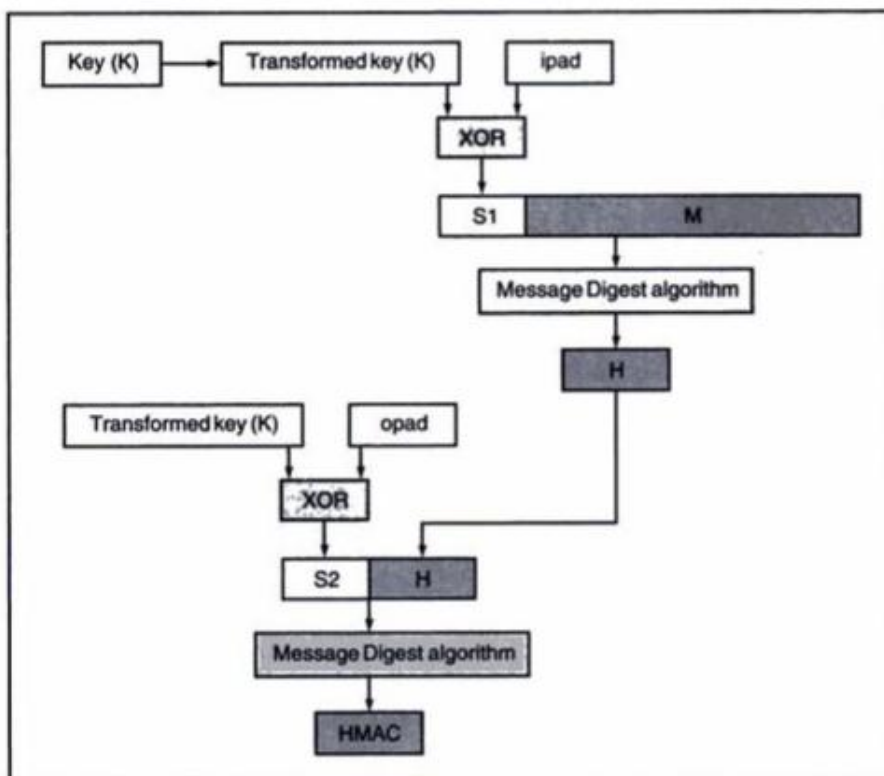 Key (K)
Transformed key (K)
ipad
XOR
S1
M
Message Digest algorithm
H
Transformed key (K)
opad
XOR
S2
H
Message Digest algorithm
HMAC